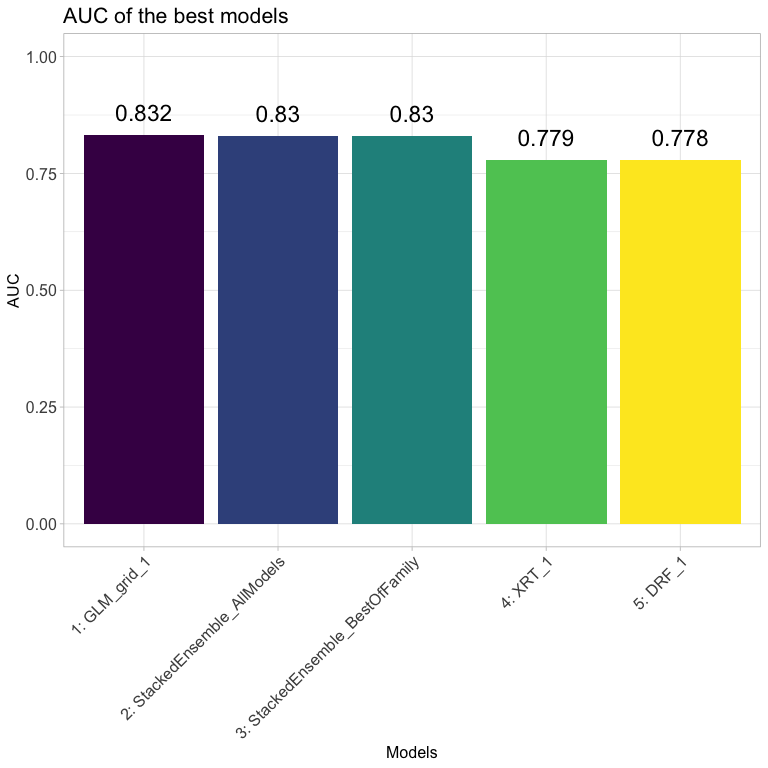 AUC of the best models
1.00
0.75
0.50
0.25
0.00
AUC
0.832
0.83
0.83
0.779
0.778
1: GLM_grid_1
2: StackedEnsemble_AllModels
3: StackedEnsemble_BestOfFamily
4: XRT_1
5: DRF_1
Models